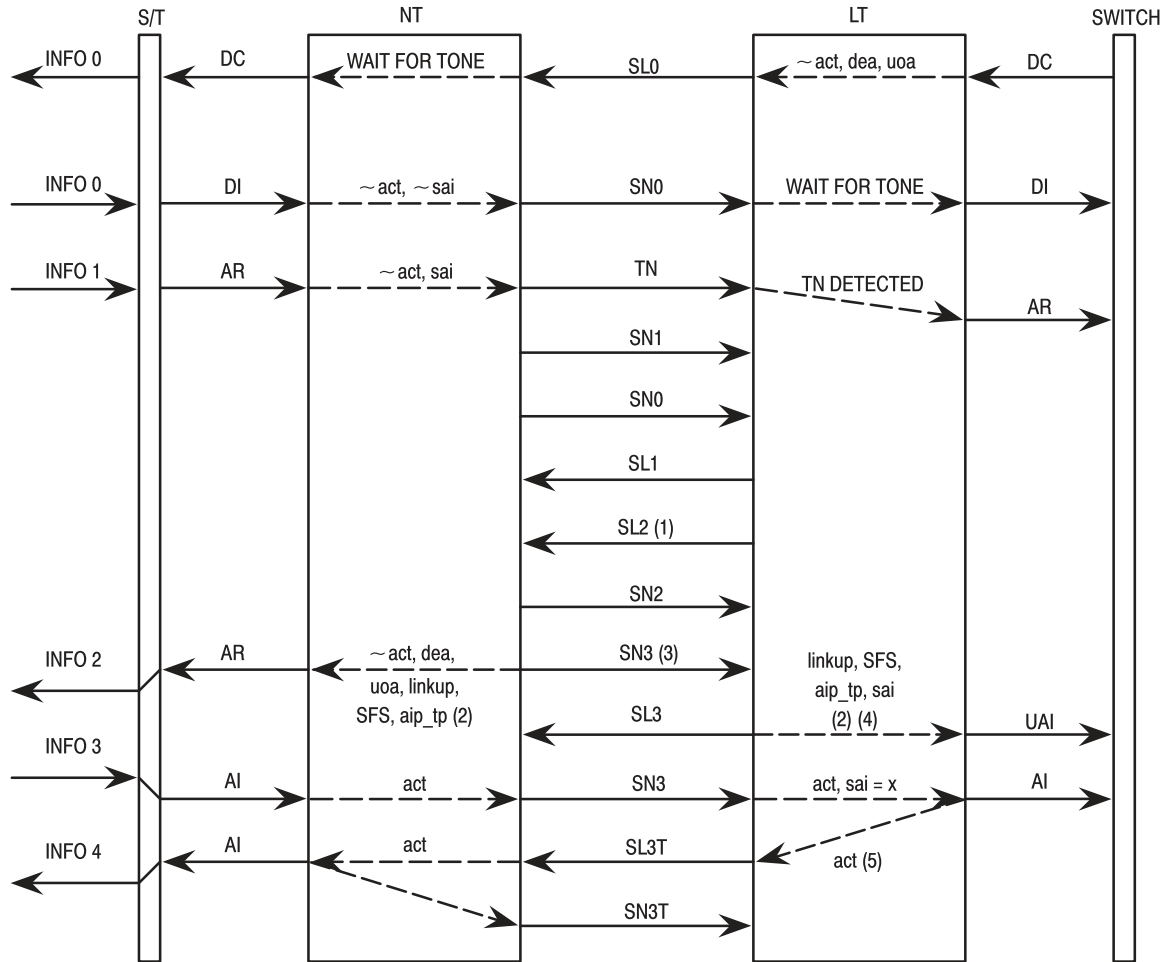 S/T NT LT SWITCH
INFO 0 DC WAIT FOR TONE SL0 ~act, dea, uoa DC
INFO 0 DI ~act, ~sai SN0 WAIT FOR TONE DI
INFO 1 AR ~act, sai TN TN DETECTED AR
SN1
SN0
SL1
SL2 (1)
SN2
INFO 2 AR ~act, dea, SN3 (3) linkup, SFS,
uoa, linkup, aip_tp, sai
SFS, aip_tp (2) SL3 (2) (4) UAI
INFO 3 AI act SN3 act, sai = x AI
INFO 4 AI act SL3T act (5)
SN3T